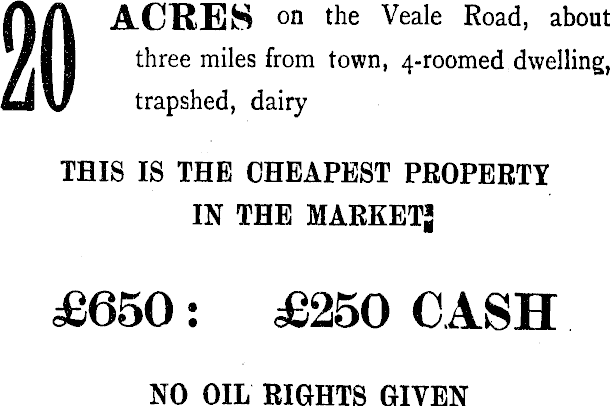 20 ACRES on the Veale Road, about
three miles from town, 4-roomed dwelling,
trapshed, dairy
THIS IS THE CHEAPEST PROPERTY
IN THE MARKET
£650: £250 CASH
NO OIL RIGHTS GIVEN